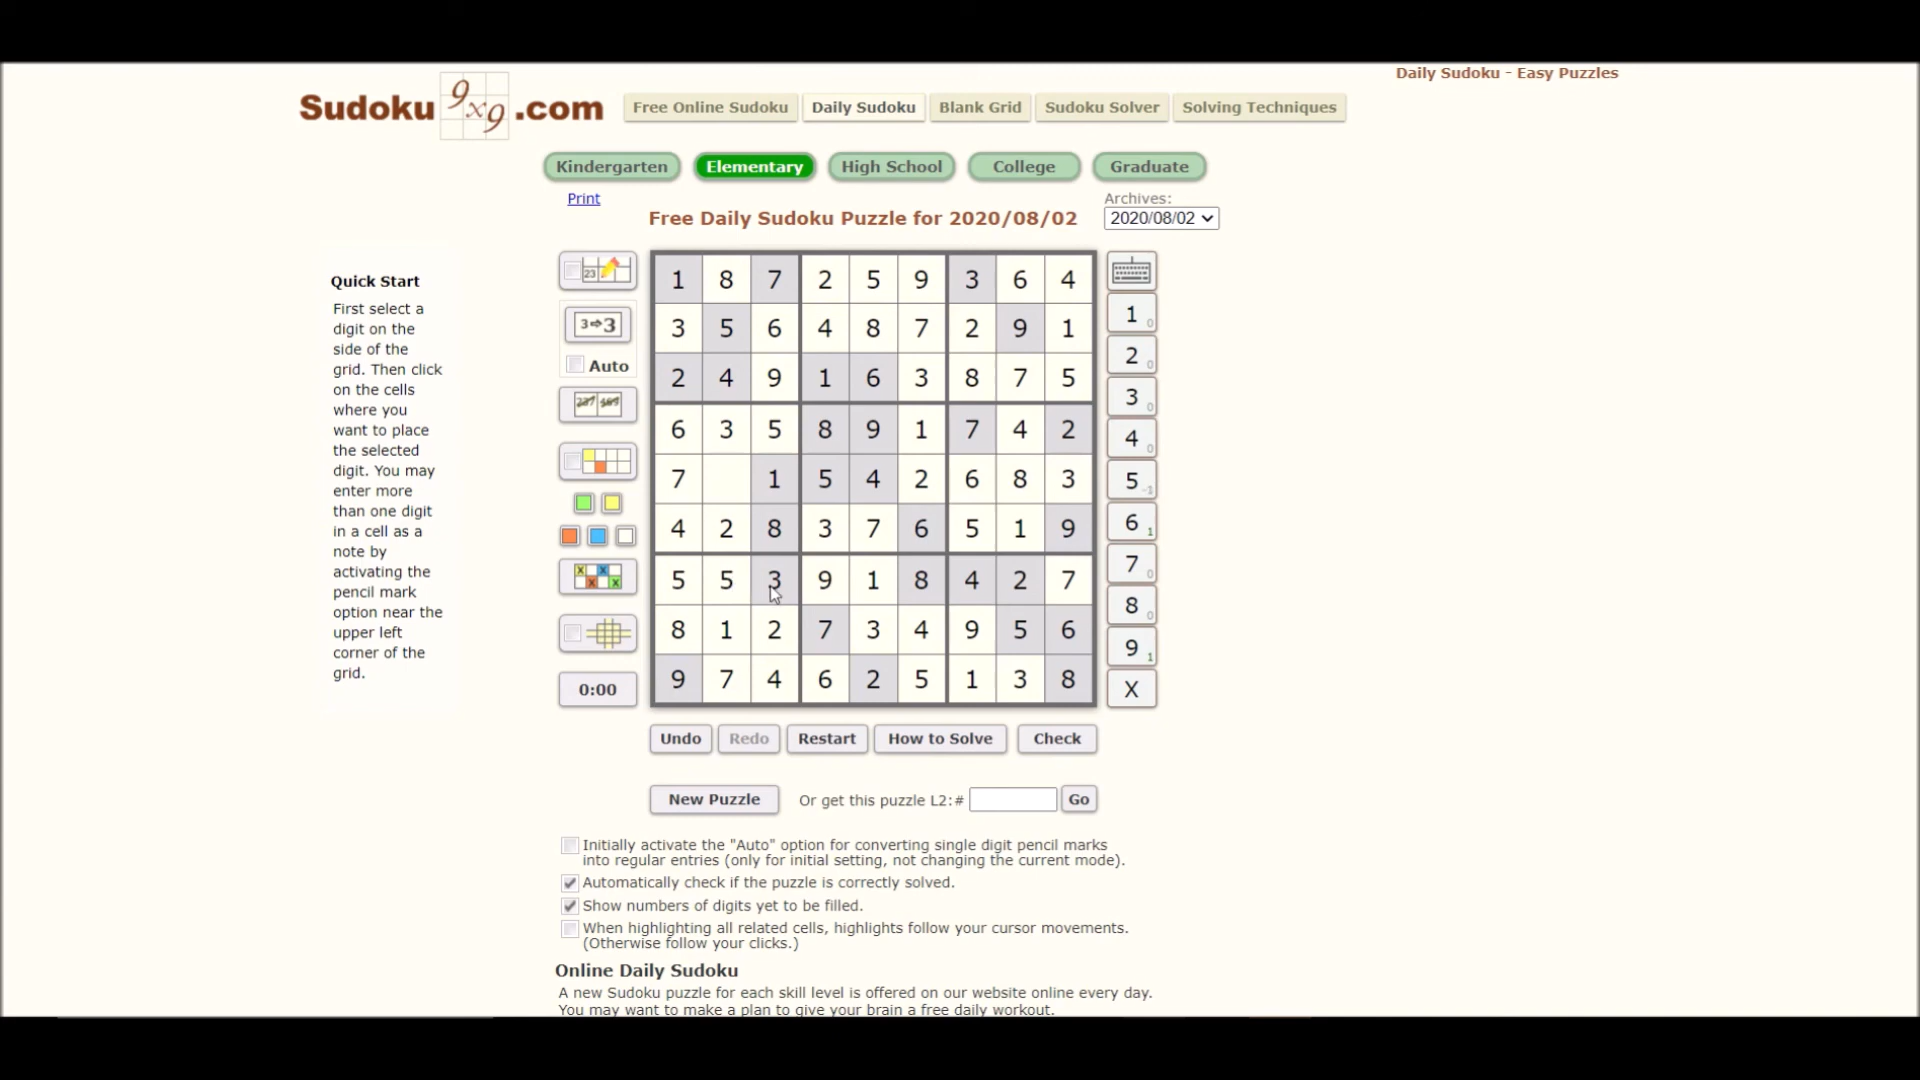 Daily Sudoku - Easy Puzzles
Sudoku 9x9 .com
Free Online Sudoku Daily Sudoku Blank Grid Sudoku Solver Solving Techniques
Kindergarten Elementary High School College Graduate
Print
Archives:
Free Daily Sudoku Puzzle for 2020/08/02
2020/08/02
Quick Start
First select a
digit on the
side of the
grid. Then click
on the cells
where you
want to place
the selected
digit. You may
enter more
than one digit
in a cell as a
note by
activating the
pencil mark
option near the
upper left
corner of the
grid.
23
3⇨3
Auto
237 489
X X
X X
0:00
1 8 7 2 5 9 3 6 4
3 5 6 4 8 7 2 9 1
2 4 9 1 6 3 8 7 5
6 3 5 8 9 1 7 4 2
7 1 5 4 2 6 8 3
4 2 8 3 7 6 5 1 9
5 5 3 9 1 8 4 2 7
8 1 2 7 3 4 9 5 6
9 7 4 6 2 5 1 3 8
1 0
2 0
3 0
4 0
5 -1
6 1
7 0
8 0
9 1
X
Undo Redo Restart How to Solve Check
New Puzzle Or get this puzzle L2:# Go
Initially activate the "Auto" option for converting single digit pencil marks
into regular entries (only for initial setting, not changing the current mode).
Automatically check if the puzzle is correctly solved.
Show numbers of digits yet to be filled.
When highlighting all related cells, highlights follow your cursor movements.
(Otherwise follow your clicks.)
Online Daily Sudoku
A new Sudoku puzzle for each skill level is offered on our website online every day.
You may want to make a plan to give your brain a free daily workout.